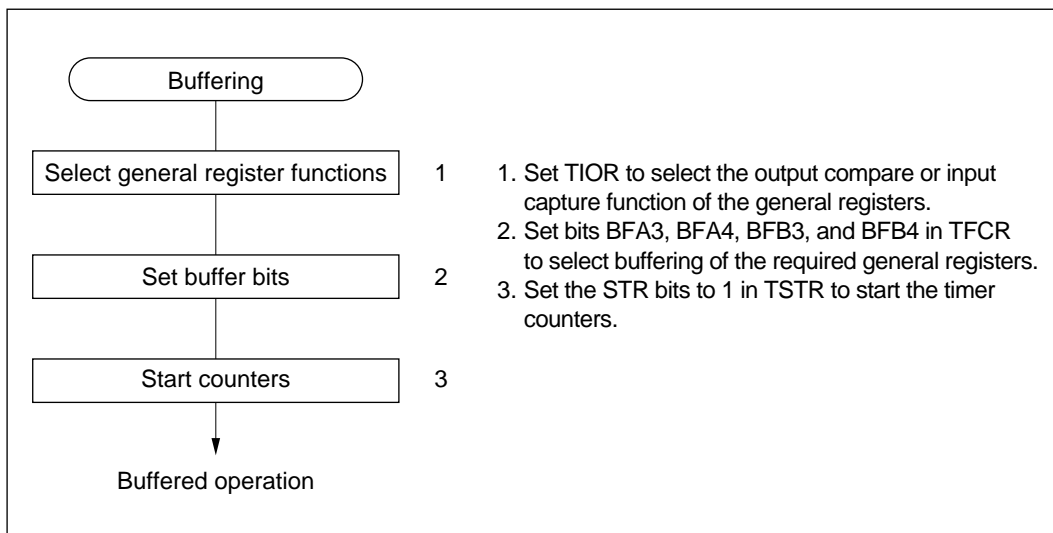 Buffering
Select general register functions 1
Set buffer bits 2
Start counters 3
Buffered operation
1. Set TIOR to select the output compare or input
capture function of the general registers.
2. Set bits BFA3, BFA4, BFB3, and BFB4 in TFCR
to select buffering of the required general registers.
3. Set the STR bits to 1 in TSTR to start the timer
counters.